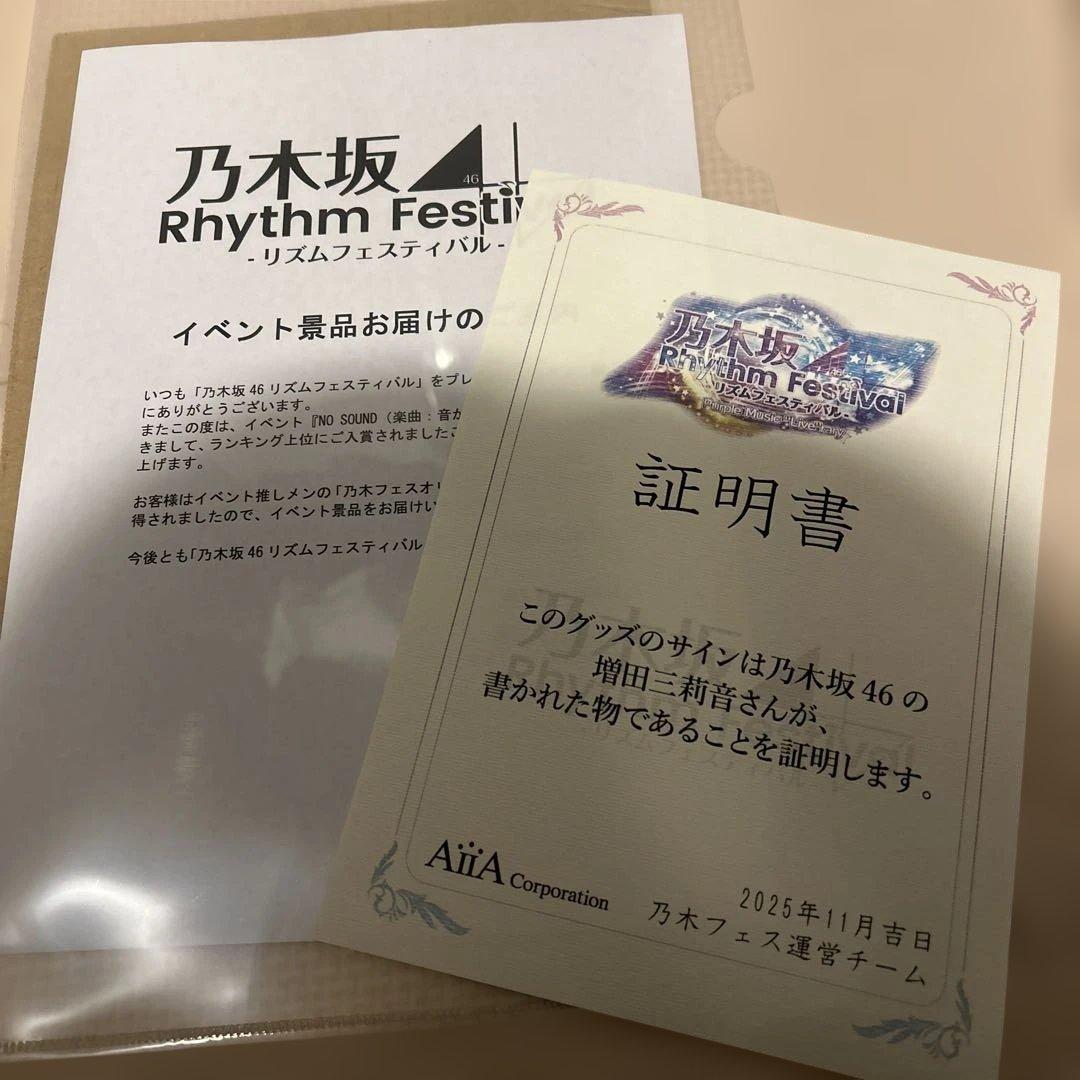 乃木坂46
Rhythm Festi
- リズムフェスティバル -
イベント景品お届けの
いつも「乃木坂46リズムフェスティバル」をプレ
にありがとうございます。
またこの度は、イベント『NO SOUND（楽曲：音が
きまして、ランキング上位にご入賞されましたこ
上げます。
お客様はイベント推しメンの「乃木フェスオリ
得されましたので、イベント景品をお届けい
今後とも「乃木坂46リズムフェスティバル
乃木坂46
Rhythm Festival
- リズムフェスティバル -
Purple Music "Live"rary
証明書
このグッズのサインは乃木坂46の
増田三莉音さんが、
書かれた物であることを証明します。
AiiA Corporation
2025年11月吉日
乃木フェス運営チーム